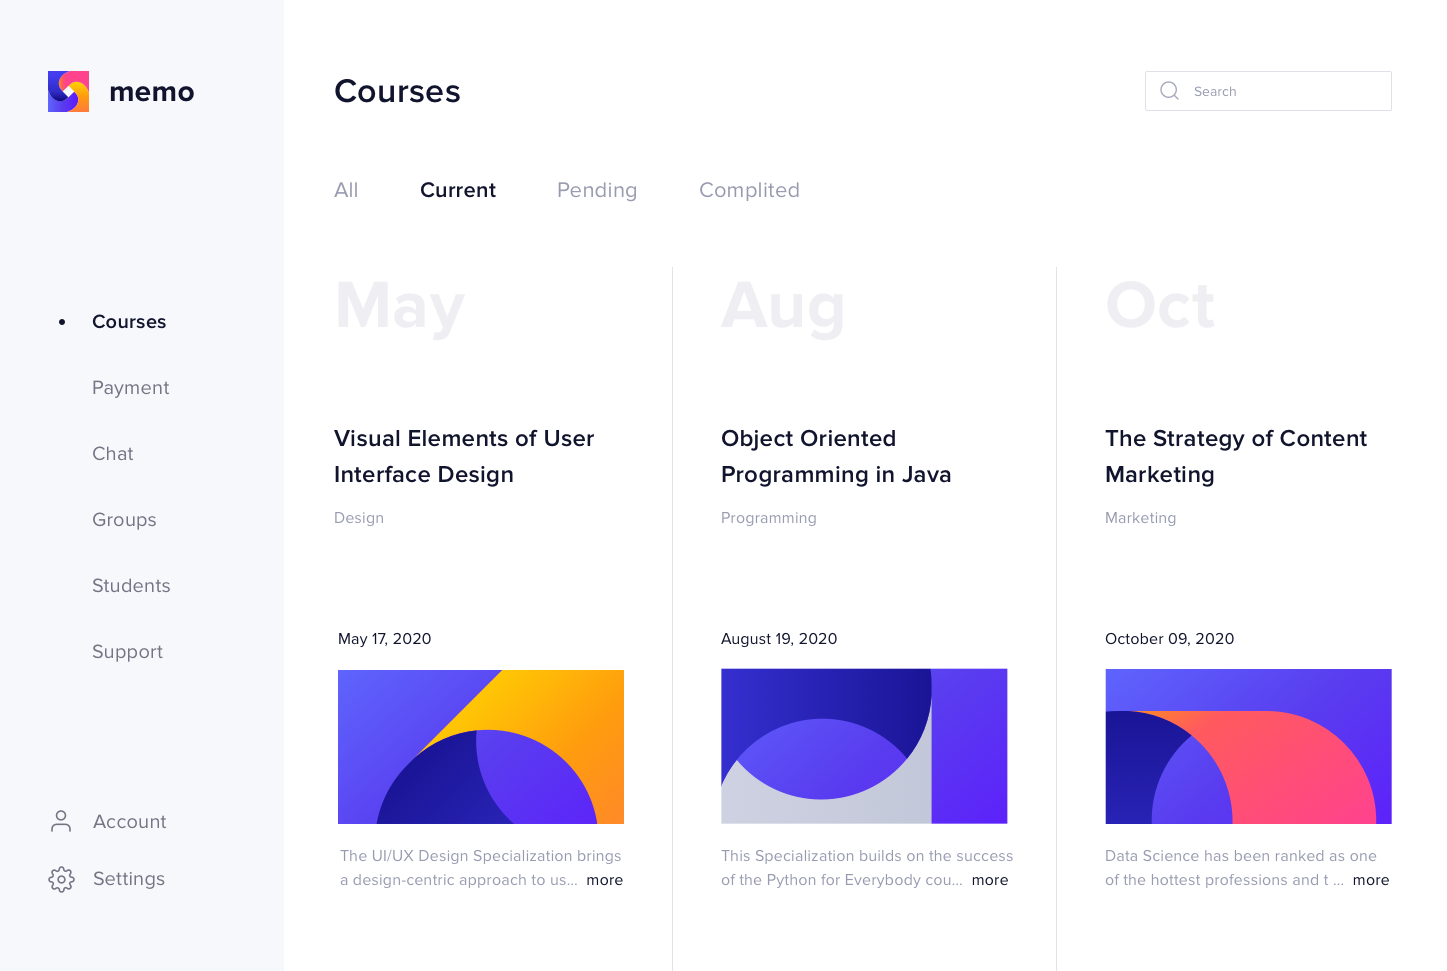 memo
Courses
Payment
Chat
Groups
Students
Support
Account
Settings
Courses
Search
All
Current
Pending
Complited
May
Visual Elements of User
Interface Design
Design
May 17, 2020
The UI/UX Design Specialization brings
a design-centric approach to us... more
Aug
Object Oriented
Programming in Java
Programming
August 19, 2020
This Specialization builds on the success
of the Python for Everybody cou... more
Oct
The Strategy of Content
Marketing
Marketing
October 09, 2020
Data Science has been ranked as one
of the hottest professions and t ... more